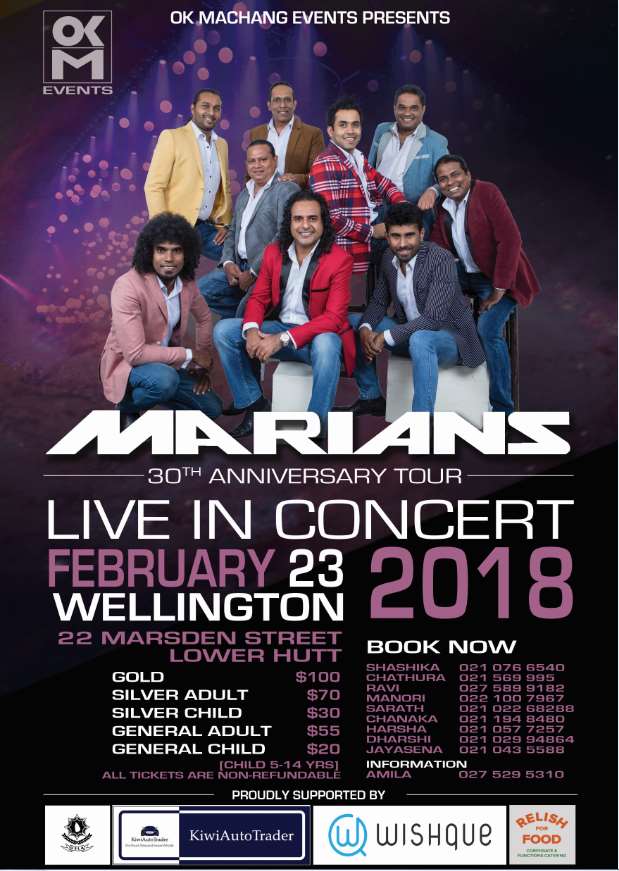 OK MACHANG EVENTS PRESENTS
OK
M
EVENTS
MARIANS
30TH ANNIVERSARY TOUR
LIVE IN CONCERT
FEBRUARY 23 2018
WELLINGTON
22 MARSDEN STREET
LOWER HUTT
GOLD $100
SILVER ADULT $70
SILVER CHILD $30
GENERAL ADULT $55
GENERAL CHILD $20
[CHILD 5-14 YRS]
ALL TICKETS ARE NON-REFUNDABLE
BOOK NOW
SHASHIKA 021 076 6540
CHATHURA 021 569 995
RAVI 027 589 9182
MANORI 022 100 7967
SARATH 021 022 68288
CHANAKA 021 194 8480
HARSHA 021 057 7257
DHARSHI 021 029 94864
JAYASENA 021 043 5588
INFORMATION
AMILA 027 529 5310
PROUDLY SUPPORTED BY
KiwiAutoTrader
KiwiAutoTrader
WISHQUE
RELISH
FOR
FOOD
CORPORATE &
FUNCTIONS CATERING